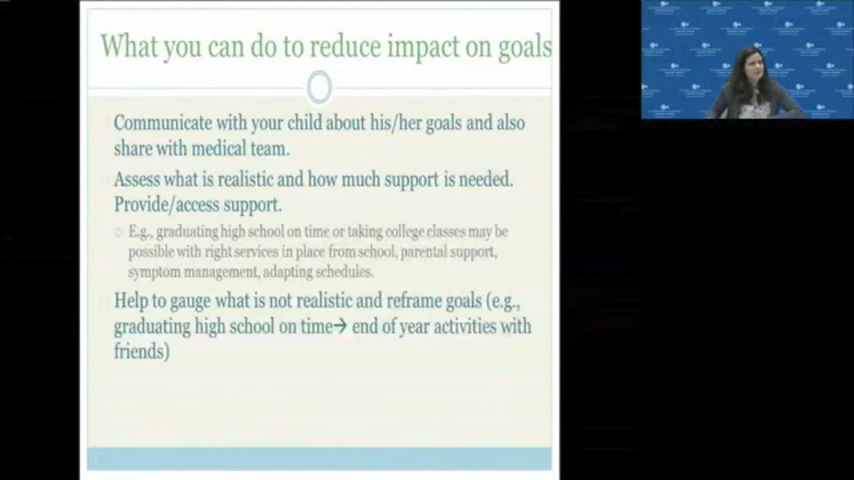 What you can do to reduce impact on goals
Communicate with your child about his/her goals and also
share with medical team.
Assess what is realistic and how much support is needed.
Provide/access support.
E.g., graduating high school on time or taking college classes may be
possible with right services in place from school, parental support,
symptom management, adapting schedules.
Help to gauge what is not realistic and reframe goals (e.g.,
graduating high school on time→ end of year activities with
friends)